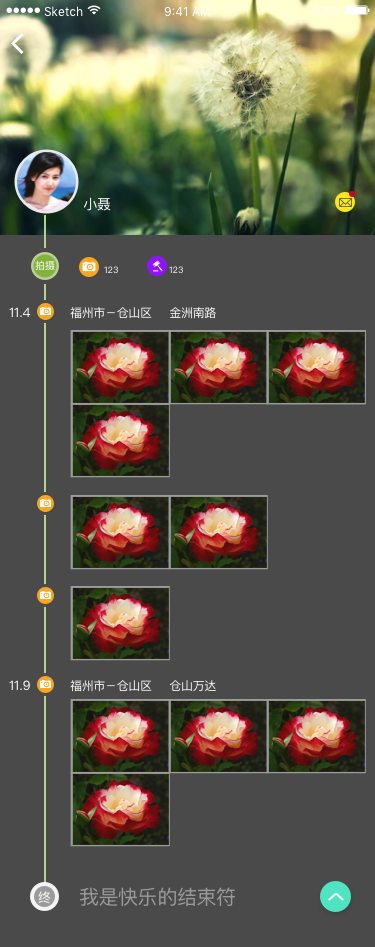 Sketch 9:41 AM
小聂
拍摄 123 123
11.4 福州市－仓山区 金洲南路
11.9 福州市－仓山区 仓山万达
终 我是快乐的结束符